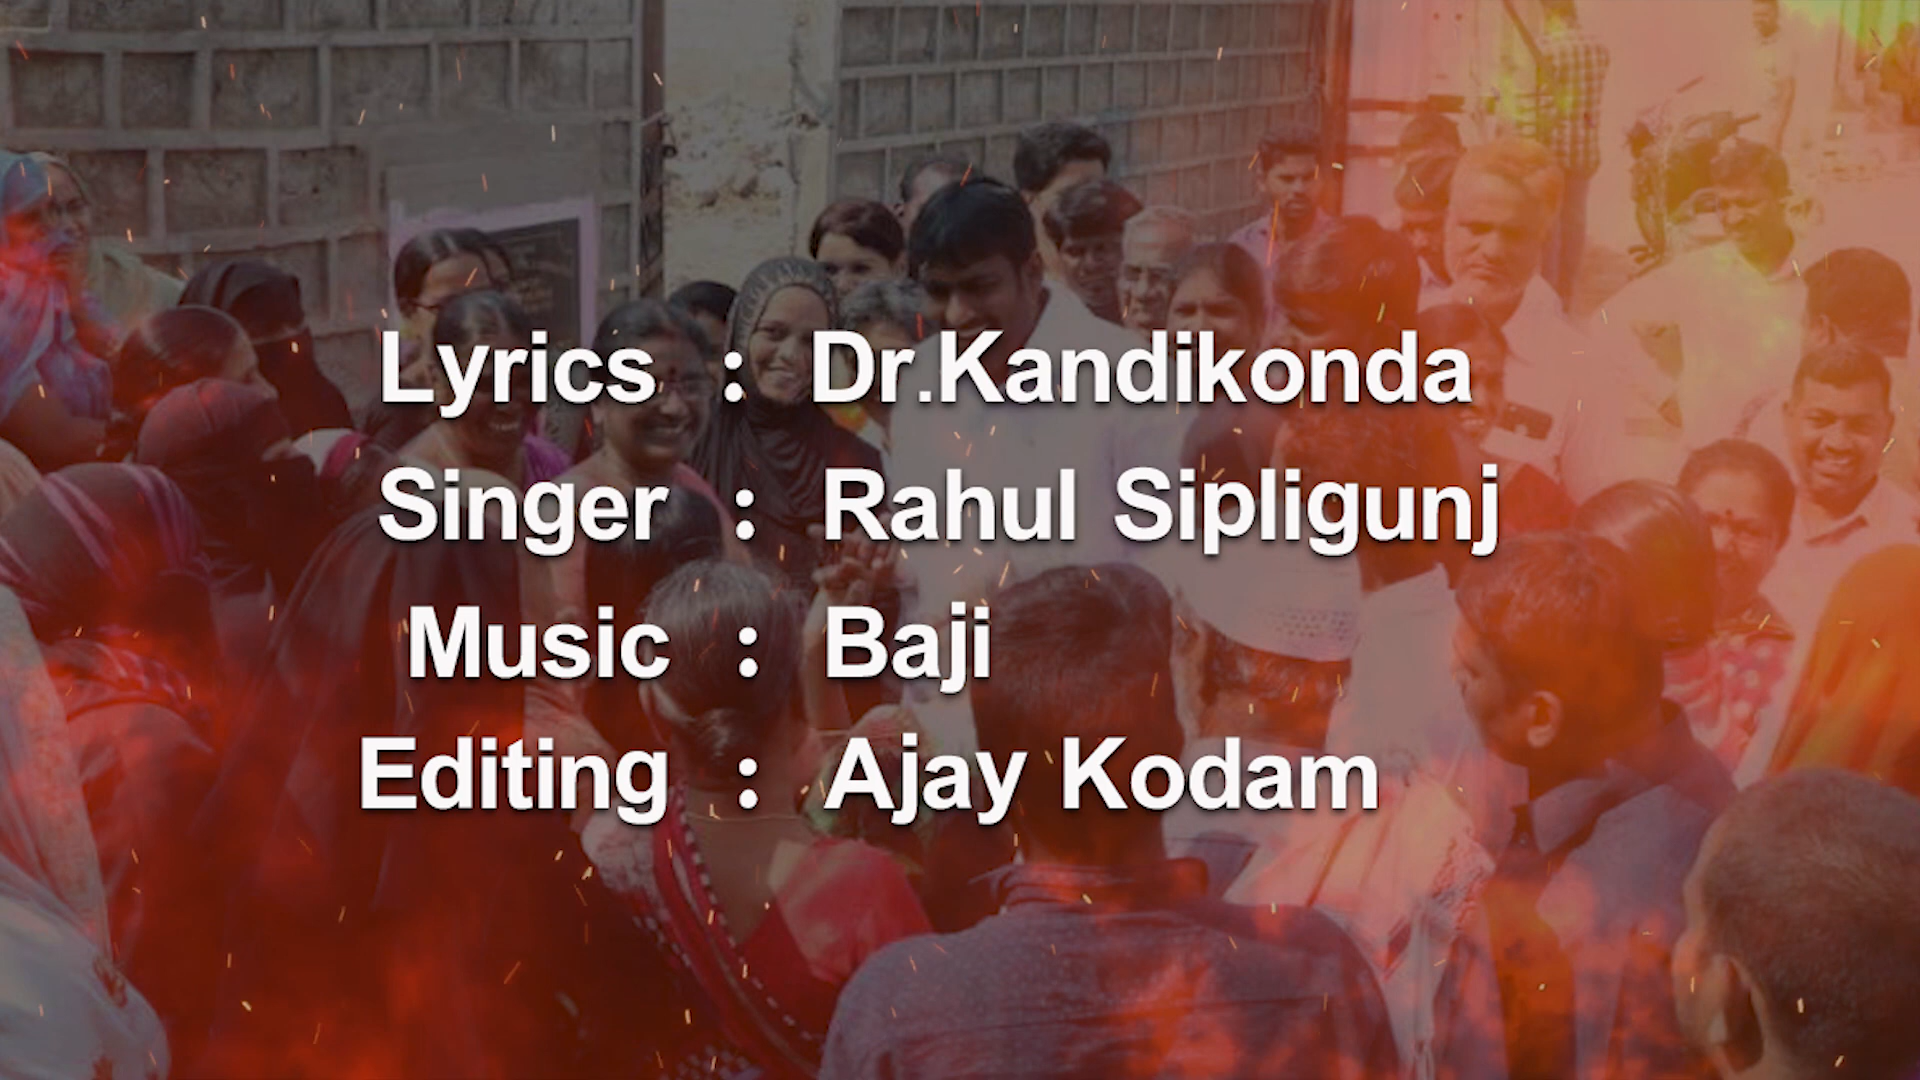 Lyrics : Dr.Kandikonda
Singer : Rahul Sipligunj
Music : Baji
Editing : Ajay Kodam